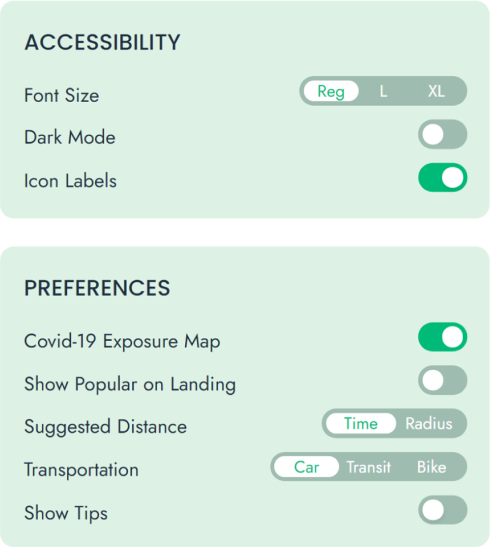 ACCESSIBILITY
Font Size Reg L XL
Dark Mode
Icon Labels
PREFERENCES
Covid-19 Exposure Map
Show Popular on Landing
Suggested Distance Time Radius
Transportation Car Transit Bike
Show Tips